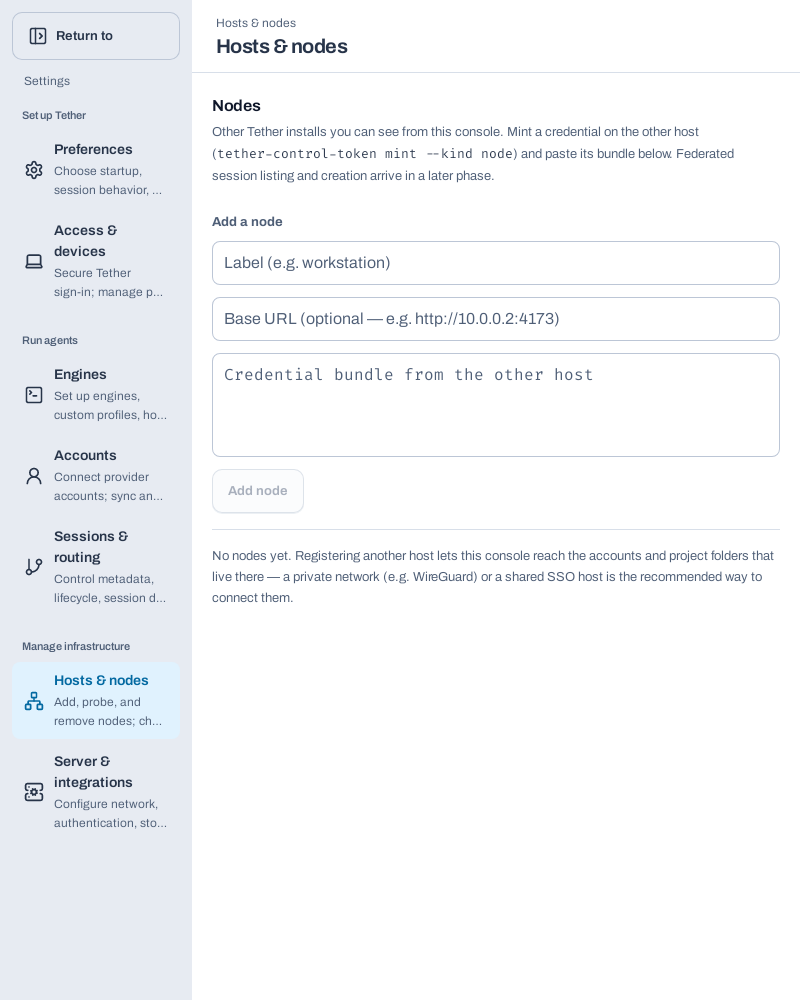 Return to
Settings
Set up Tether
Preferences
Choose startup,
session behavior, ...
Access &
devices
Secure Tether
sign-in; manage p...
Run agents
Engines
Set up engines,
custom profiles, ho...
Accounts
Connect provider
accounts; sync an...
Sessions &
routing
Control metadata,
lifecycle, session d...
Manage infrastructure
Hosts & nodes
Add, probe, and
remove nodes; ch...
Server &
integrations
Configure network,
authentication, sto...
Hosts & nodes
Hosts & nodes
Nodes
Other Tether installs you can see from this console. Mint a credential on the other host
(tether-control-token mint --kind node) and paste its bundle below. Federated
session listing and creation arrive in a later phase.
Add a node
Label (e.g. workstation)
Base URL (optional — e.g. http://10.0.0.2:4173)
Credential bundle from the other host
Add node
No nodes yet. Registering another host lets this console reach the accounts and project folders that
live there — a private network (e.g. WireGuard) or a shared SSO host is the recommended way to
connect them.